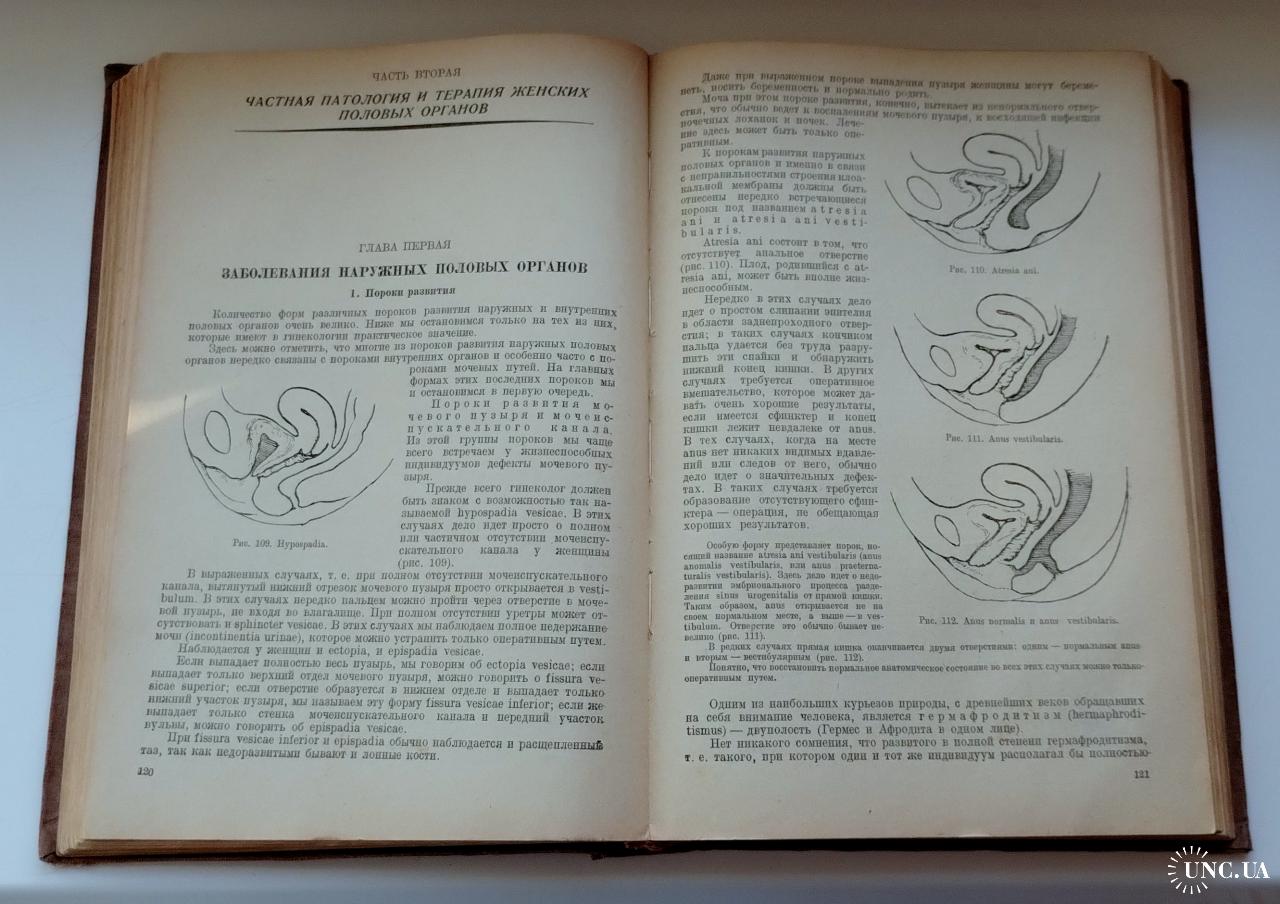 ЧАСТЬ ВТОРАЯ
ЧАСТНАЯ ПАТОЛОГИЯ И ТЕРАПИЯ ЖЕНСКИХ
ПОЛОВЫХ ОРГАНОВ
ГЛАВА ПЕРВАЯ
ЗАБОЛЕВАНИЯ НАРУЖНЫХ ПОЛОВЫХ ОРГАНОВ
1. Пороки развития
Количество форм различных пороков развития наружных и внутренних
половых органов очень велико. Ниже мы остановимся только на тех из них,
которые имеют в гинекологии практическое значение.
Здесь можно отметить, что многие из пороков развития наружных половых
органов нередко связаны с пороками внутренних органов и особенно часто с по-
роками мочевых путей. На главных
формах этих последних пороков мы
и остановимся в первую очередь.
Пороки развития мо-
чевого пузыря и мочеис-
пускательного канала.
Из этой группы пороков мы чаще
всего встречаем у жизнеспособных
индивидуумов дефекты мочевого пу-
зыря.
Прежде всего гинеколог должен
быть знаком с возможностью так на-
зываемой hypospadia vesicae. В этих
случаях дело идет просто о полном
или частичном отсутствии мочеиспу-
скательного канала у женщины
(рис. 109).
Рис. 109. Hypospadia.
В выраженных случаях, т. е. при полном отсутствии мочеиспускательного
канала, вытянутый нижний отрезок мочевого пузыря просто открывается в vesti-
bulum. В этих случаях нередко пальцем можно пройти через отверстие в моче-
вой пузырь, не входя во влагалище. При полном отсутствии уретры может от-
сутствовать и sphincter vesicae. В этих случаях мы наблюдаем полное недержание
мочи (incontinentia urinae), которое можно устранить только оперативным путем.
Наблюдается у женщин и ectopia, и epispadia vesicae.
Если выпадает полностью весь пузырь, мы говорим об ectopia vesicae; если
выпадает только верхний отдел мочевого пузыря, можно говорить о fissura ve-
sicae superior; если отверстие образуется в нижнем отделе и выпадает только
нижний участок пузыря, мы называем эту форму fissura vesicae inferior; если же
выпадает только стенка мочеиспускательного канала и передний участок
вульвы, можно говорить об epispadia vesicae.
При fissura vesicae inferior и epispadia обычно наблюдается и расщепленный
таз, так как недоразвитыми бывают и лонные кости.
120
Даже при выраженном пороке выпадения пузыря женщины могут береме-
неть, носить беременность и нормально родить.
Моча при этом пороке развития, конечно, вытекает из ненормального отвер-
стия, что обычно ведет к воспалениям мочевого пузыря, к восходящей инфекции
почечных лоханок и почек. Лече-
ние здесь может быть только опе-
ративным.
К порокам развития наружных
половых органов и именно в связи
с неправильностями строения клоа-
кальной мембраны должны быть
отнесены нередко встречающиеся
пороки под названием atresia
ani и atresia ani vesti-
bularis.
Atresia ani состоит в том, что
отсутствует анальное отверстие
(рис. 110). Плод, родившийся с at-
resia ani, может быть вполне жиз-
неспособным.
Нередко в этих случаях дело
идет о простом слипании эпителия
в области заднепроходного отвер-
стия; в таких случаях кончиком
пальца удается без труда разру-
шить эти спайки и обнаружить
нижний конец кишки. В других
случаях требуется оперативное
вмешательство, которое может да-
вать очень хорошие результаты,
если имеется сфинктер и конец
кишки лежит невдалеке от anus.
В тех случаях, когда на месте
anus нет никаких видимых вдавле-
ний или следов от него, обычно
дело идет о значительных дефек-
тах. В таких случаях требуется
образование отсутствующего сфин-
ктера — операция, не обещающая
хороших результатов.
Рис. 110. Atresia ani.
Рис. 111. Anus vestibularis.
Рис. 112. Anus normalis и anus vestibularis.
Особую форму представляет порок, но-
сящий название atresia ani vestibularis (anus
anomalis vestibularis, или anus praeterna-
turalis vestibularis). Здесь дело идет о недо-
развитии эмбрионального процесса разде-
ления sinus urogenitalis от прямой кишки.
Таким образом, anus открывается не на
своем нормальном месте, а выше — в ves-
tibulum. Отверстие это обычно бывает не-
велико (рис. 111).
В редких случаях прямая кишка оканчивается двумя отверстиями: одним — нормальным anus
и вторым — вестибулярным (рис. 112).
Понятно, что восстановить нормальное анатомическое состояние во всех этих случаях можно только
оперативным путем.
Одним из наибольших курьезов природы, с древнейших веков обращавших
на себя внимание человека, является гермафродитизм (hermaphrodi-
tismus) — двуполость (Гермес и Афродита в одном лице).
Нет никакого сомнения, что развитого в полной степени гермафродитизма,
т. е. такого, при котором один и тот же индивидуум располагал бы полностью
121
UNC.UA